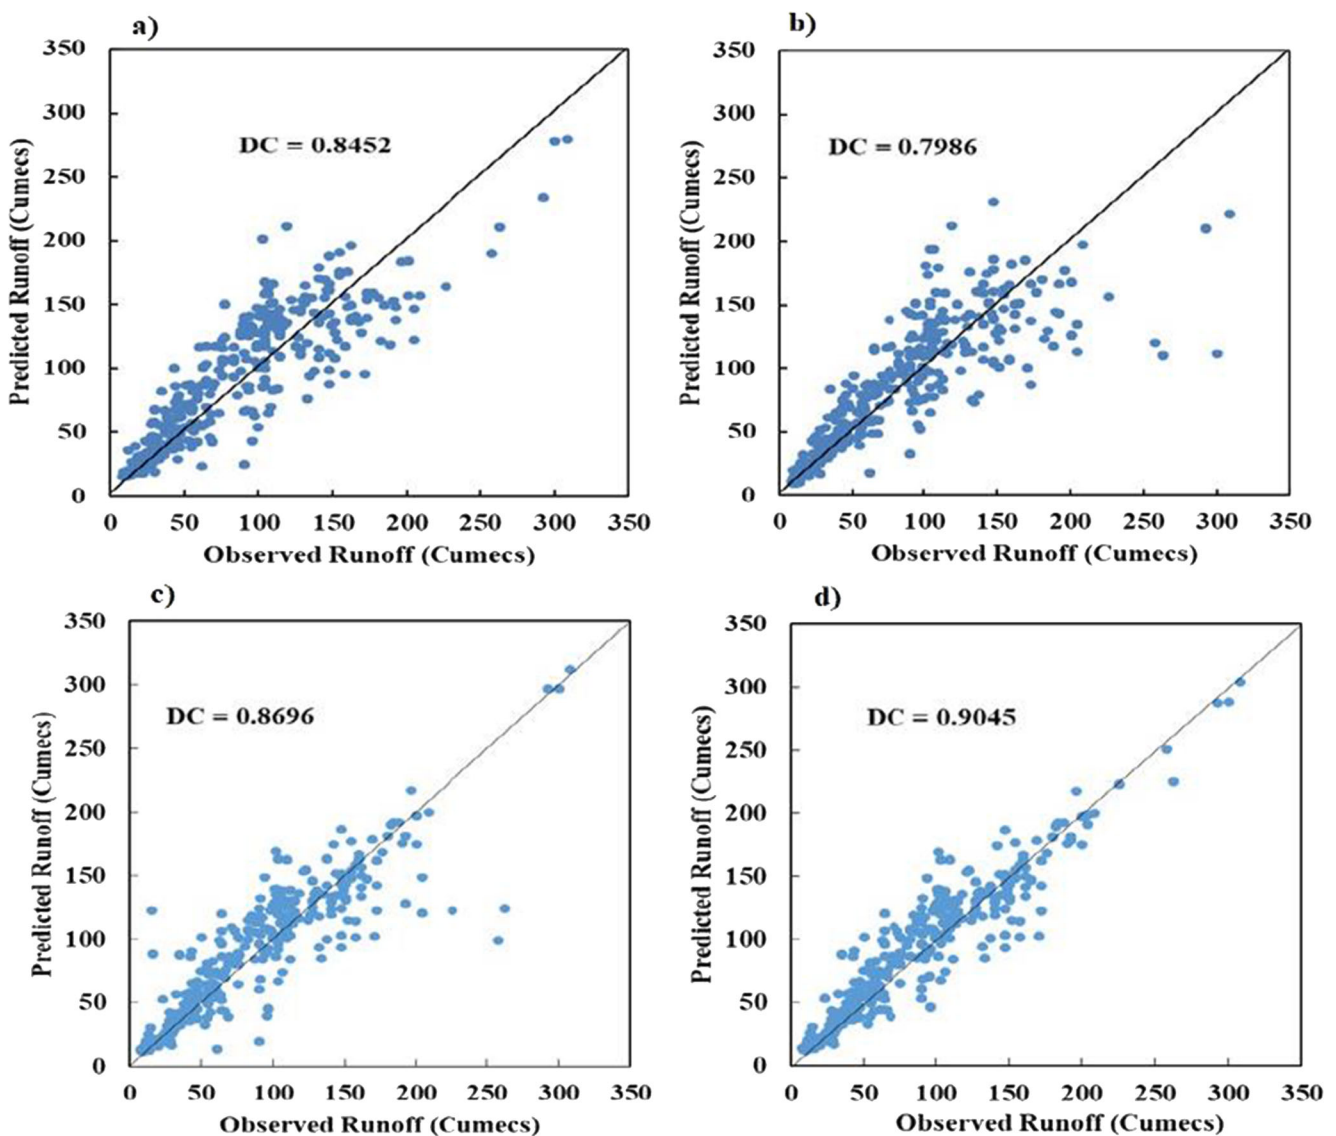 a)
350
300
250
200
150
100
50
0
DC = 0.8452
0 50 100 150 200 250 300 350
Observed Runoff (Cumecs)
Predicted Runoff (Cumecs)
b)
350
300
250
200
150
100
50
0
DC = 0.7986
0 50 100 150 200 250 300 350
Observed Runoff (Cumecs)
Predicted Runoff (Cumecs)
c)
350
300
250
200
150
100
50
0
DC = 0.8696
0 50 100 150 200 250 300 350
Observed Runoff (Cumecs)
Predicted Runoff (Cumecs)
d)
350
300
250
200
150
100
50
0
DC = 0.9045
0 50 100 150 200 250 300 350
Observed Runoff (Cumecs)
Predicted Runoff (Cumecs)